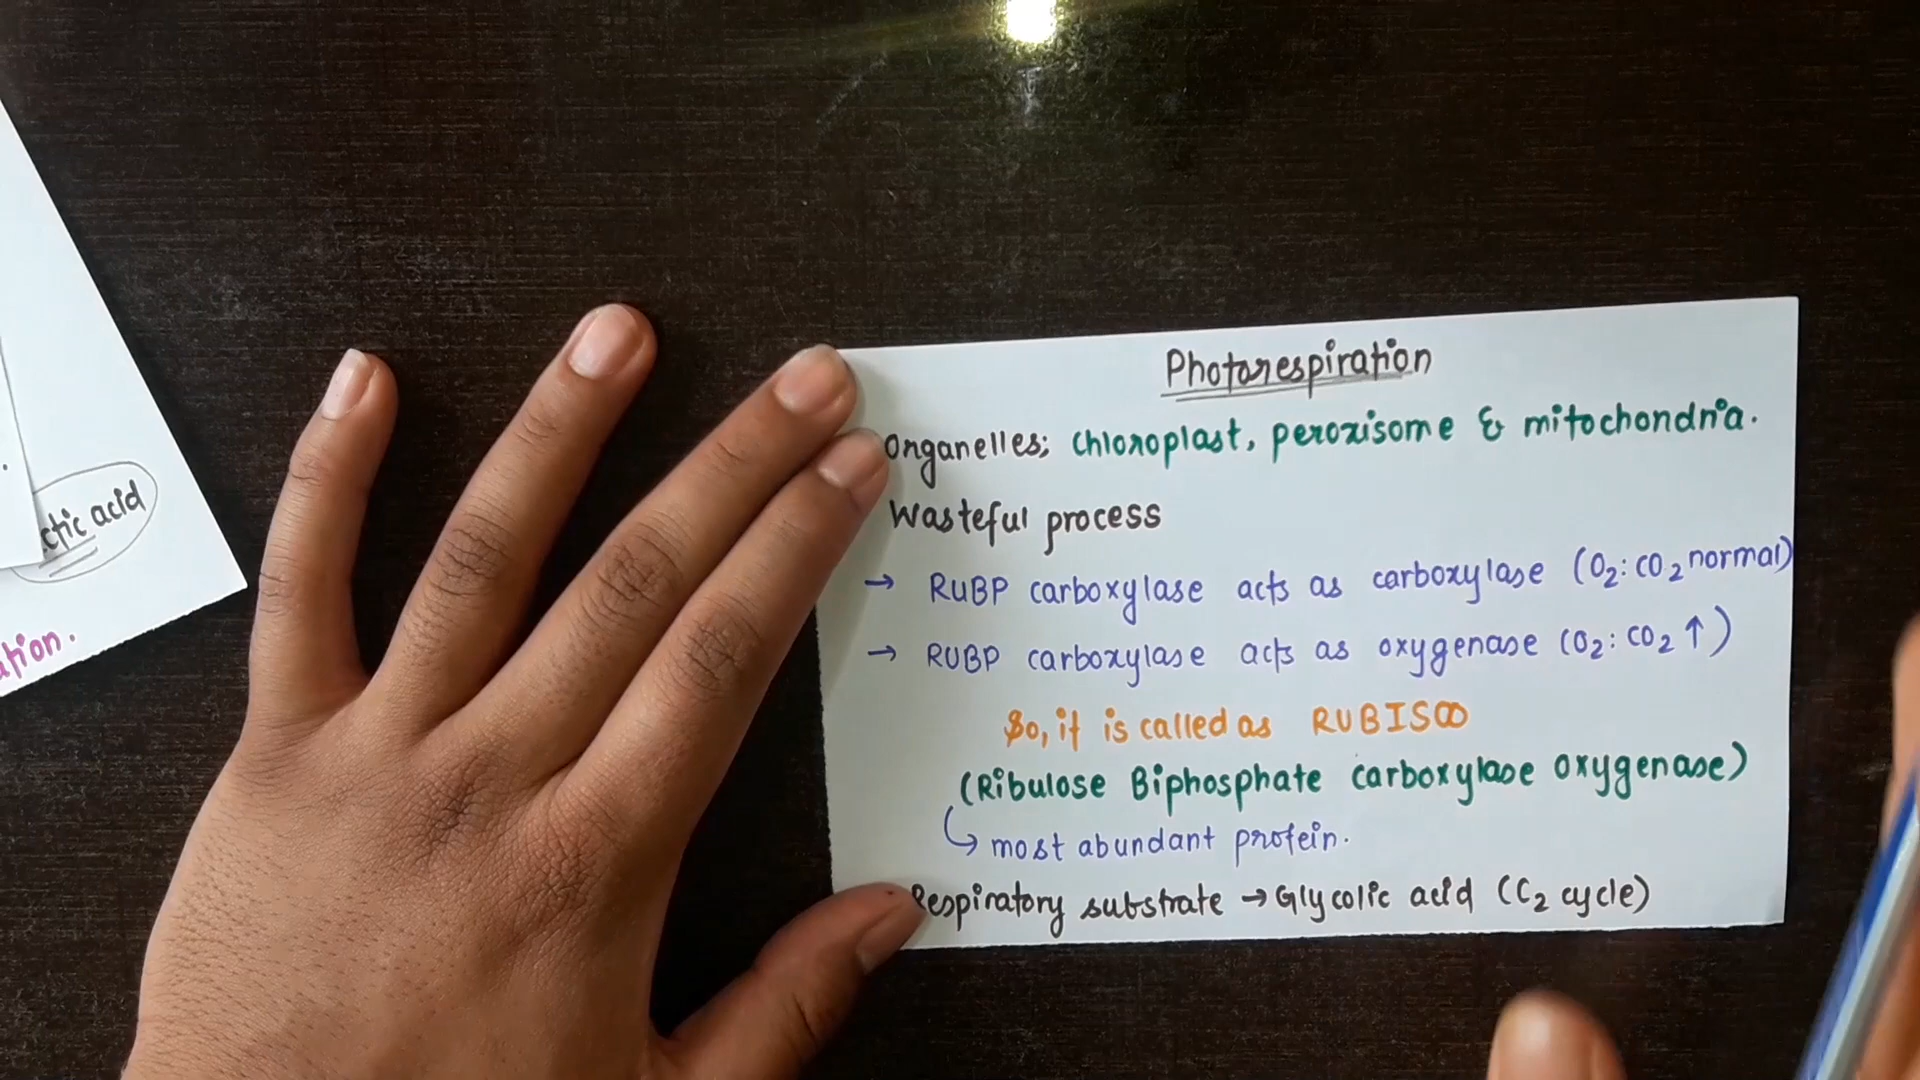 Photorespiration
Organelles; chloroplast, peroxisome & mitochondria.
Wasteful process
→ RuBP carboxylase acts as carboxylase (O₂:CO₂ normal)
→ RUBP carboxylase acts as oxygenase (O₂:CO₂ ↑)
So, it is called as RUBISCO
(Ribulose Biphosphate carboxylase oxygenase)
↳ most abundant protein.
Respiratory substrate → Glycolic acid (C₂ cycle)
ctic acid
ation.